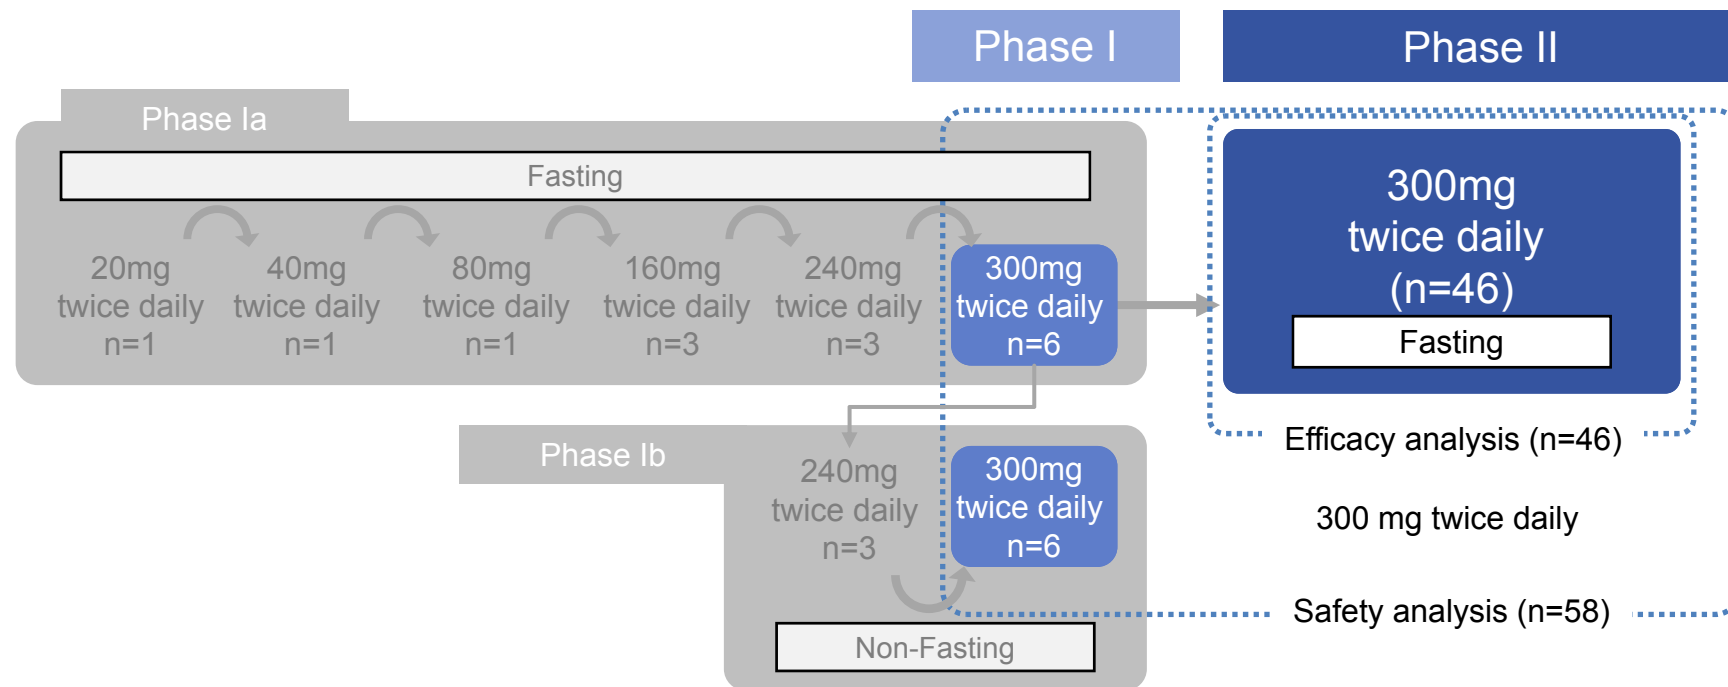 Phase I
Phase II
Phase Ia
Fasting
20mg
twice daily
n=1
40mg
twice daily
n=1
80mg
twice daily
n=1
160mg
twice daily
n=3
240mg
twice daily
n=3
300mg
twice daily
n=6
300mg
twice daily
(n=46)
Fasting
Efficacy analysis (n=46)
300 mg twice daily
Safety analysis (n=58)
Phase Ib
240mg
twice daily
n=3
300mg
twice daily
n=6
Non-Fasting